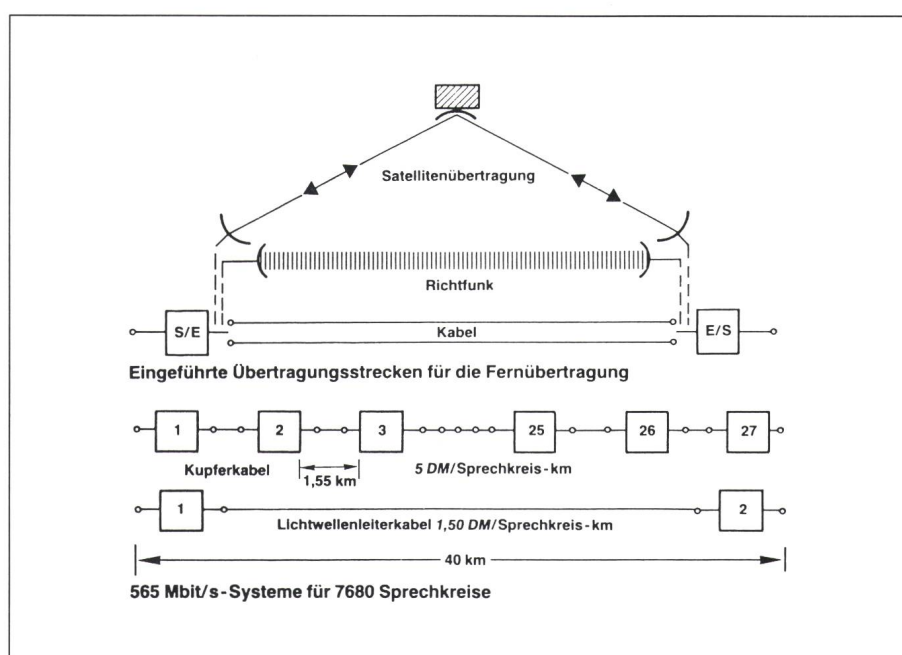 Satellitenübertragung
Richtfunk
S/E
Kabel
E/S
Eingeführte Übertragungsstrecken für die Fernübertragung
1 2 3 25 26 27
Kupferkabel 1,55 km 5 DM/Sprechkreis-km
1 2
Lichtwellenleiterkabel 1,50 DM/Sprechkreis-km
40 km
565 Mbit/s-Systeme für 7680 Sprechkreise